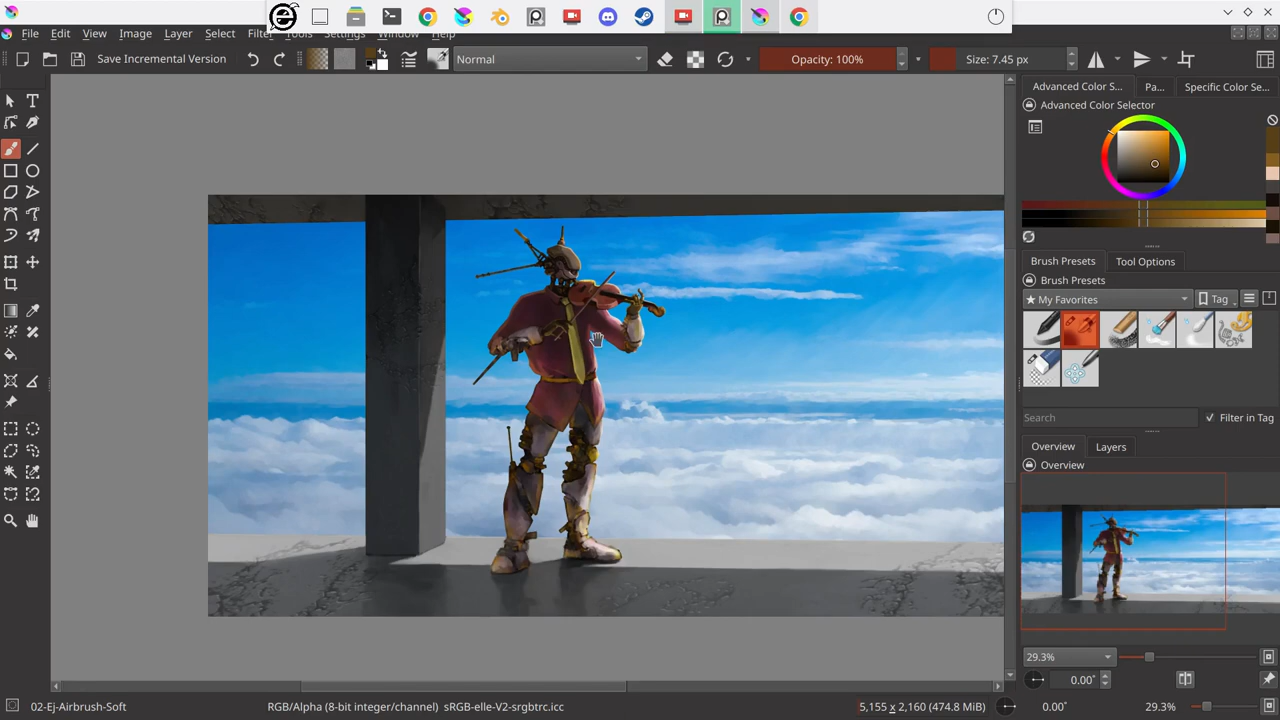 File Edit View Image Layer Select Filter Tools Settings Window Help
Save Incremental Version Normal Opacity: 100% Size: 7.45 px
Advanced Color S... Pa... Specific Color Se...
Advanced Color Selector
Brush Presets Tool Options
Brush Presets
★ My Favorites Tag
Search Filter in Tag
Overview Layers
Overview
29.3%
0.00°
02-Ej-Airbrush-Soft RGB/Alpha (8-bit integer/channel) sRGB-elle-V2-srgbtrc.icc 5,155 x 2,160 (474.8 MiB) 0.00° 29.3%